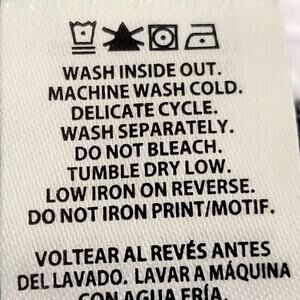 WASH INSIDE OUT.
MACHINE WASH COLD.
DELICATE CYCLE.
WASH SEPARATELY.
DO NOT BLEACH.
TUMBLE DRY LOW.
LOW IRON ON REVERSE.
DO NOT IRON PRINT/MOTIF.
VOLTEAR AL REVÉS ANTES
DEL LAVADO. LAVAR A MÁQUINA
CON AGUA FRÍA.